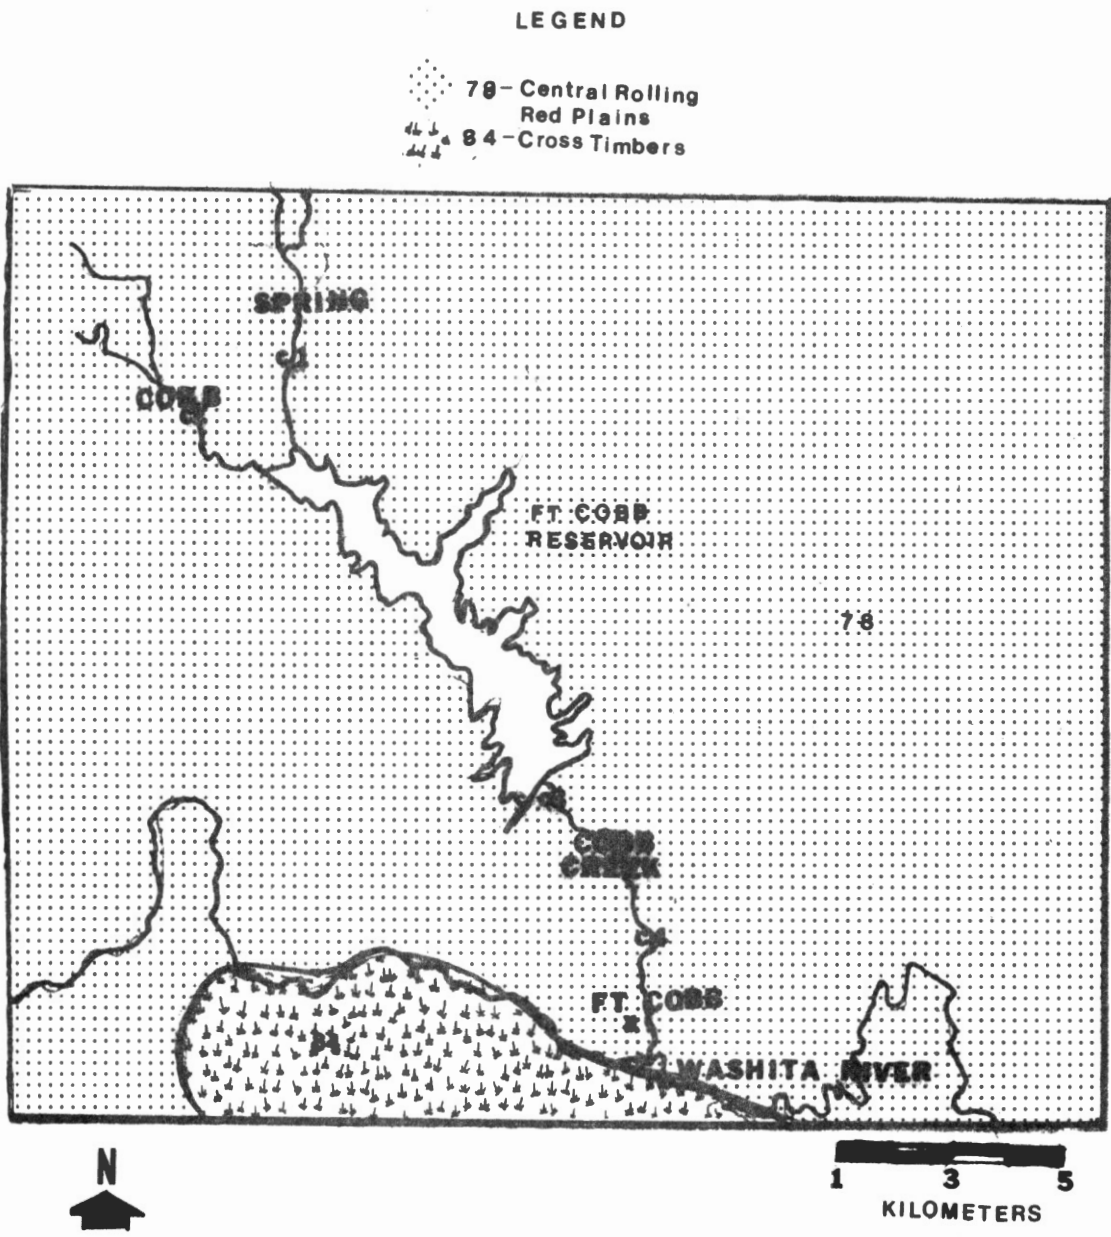 LEGEND
78-Central Rolling
Red Plains
84-Cross Timbers
SPRING
COBB
FT COBB
RESERVOIR
78
COBB
CREEK
FT COBB
x
WASHITA RIVER
N
1 3 5
KILOMETERS